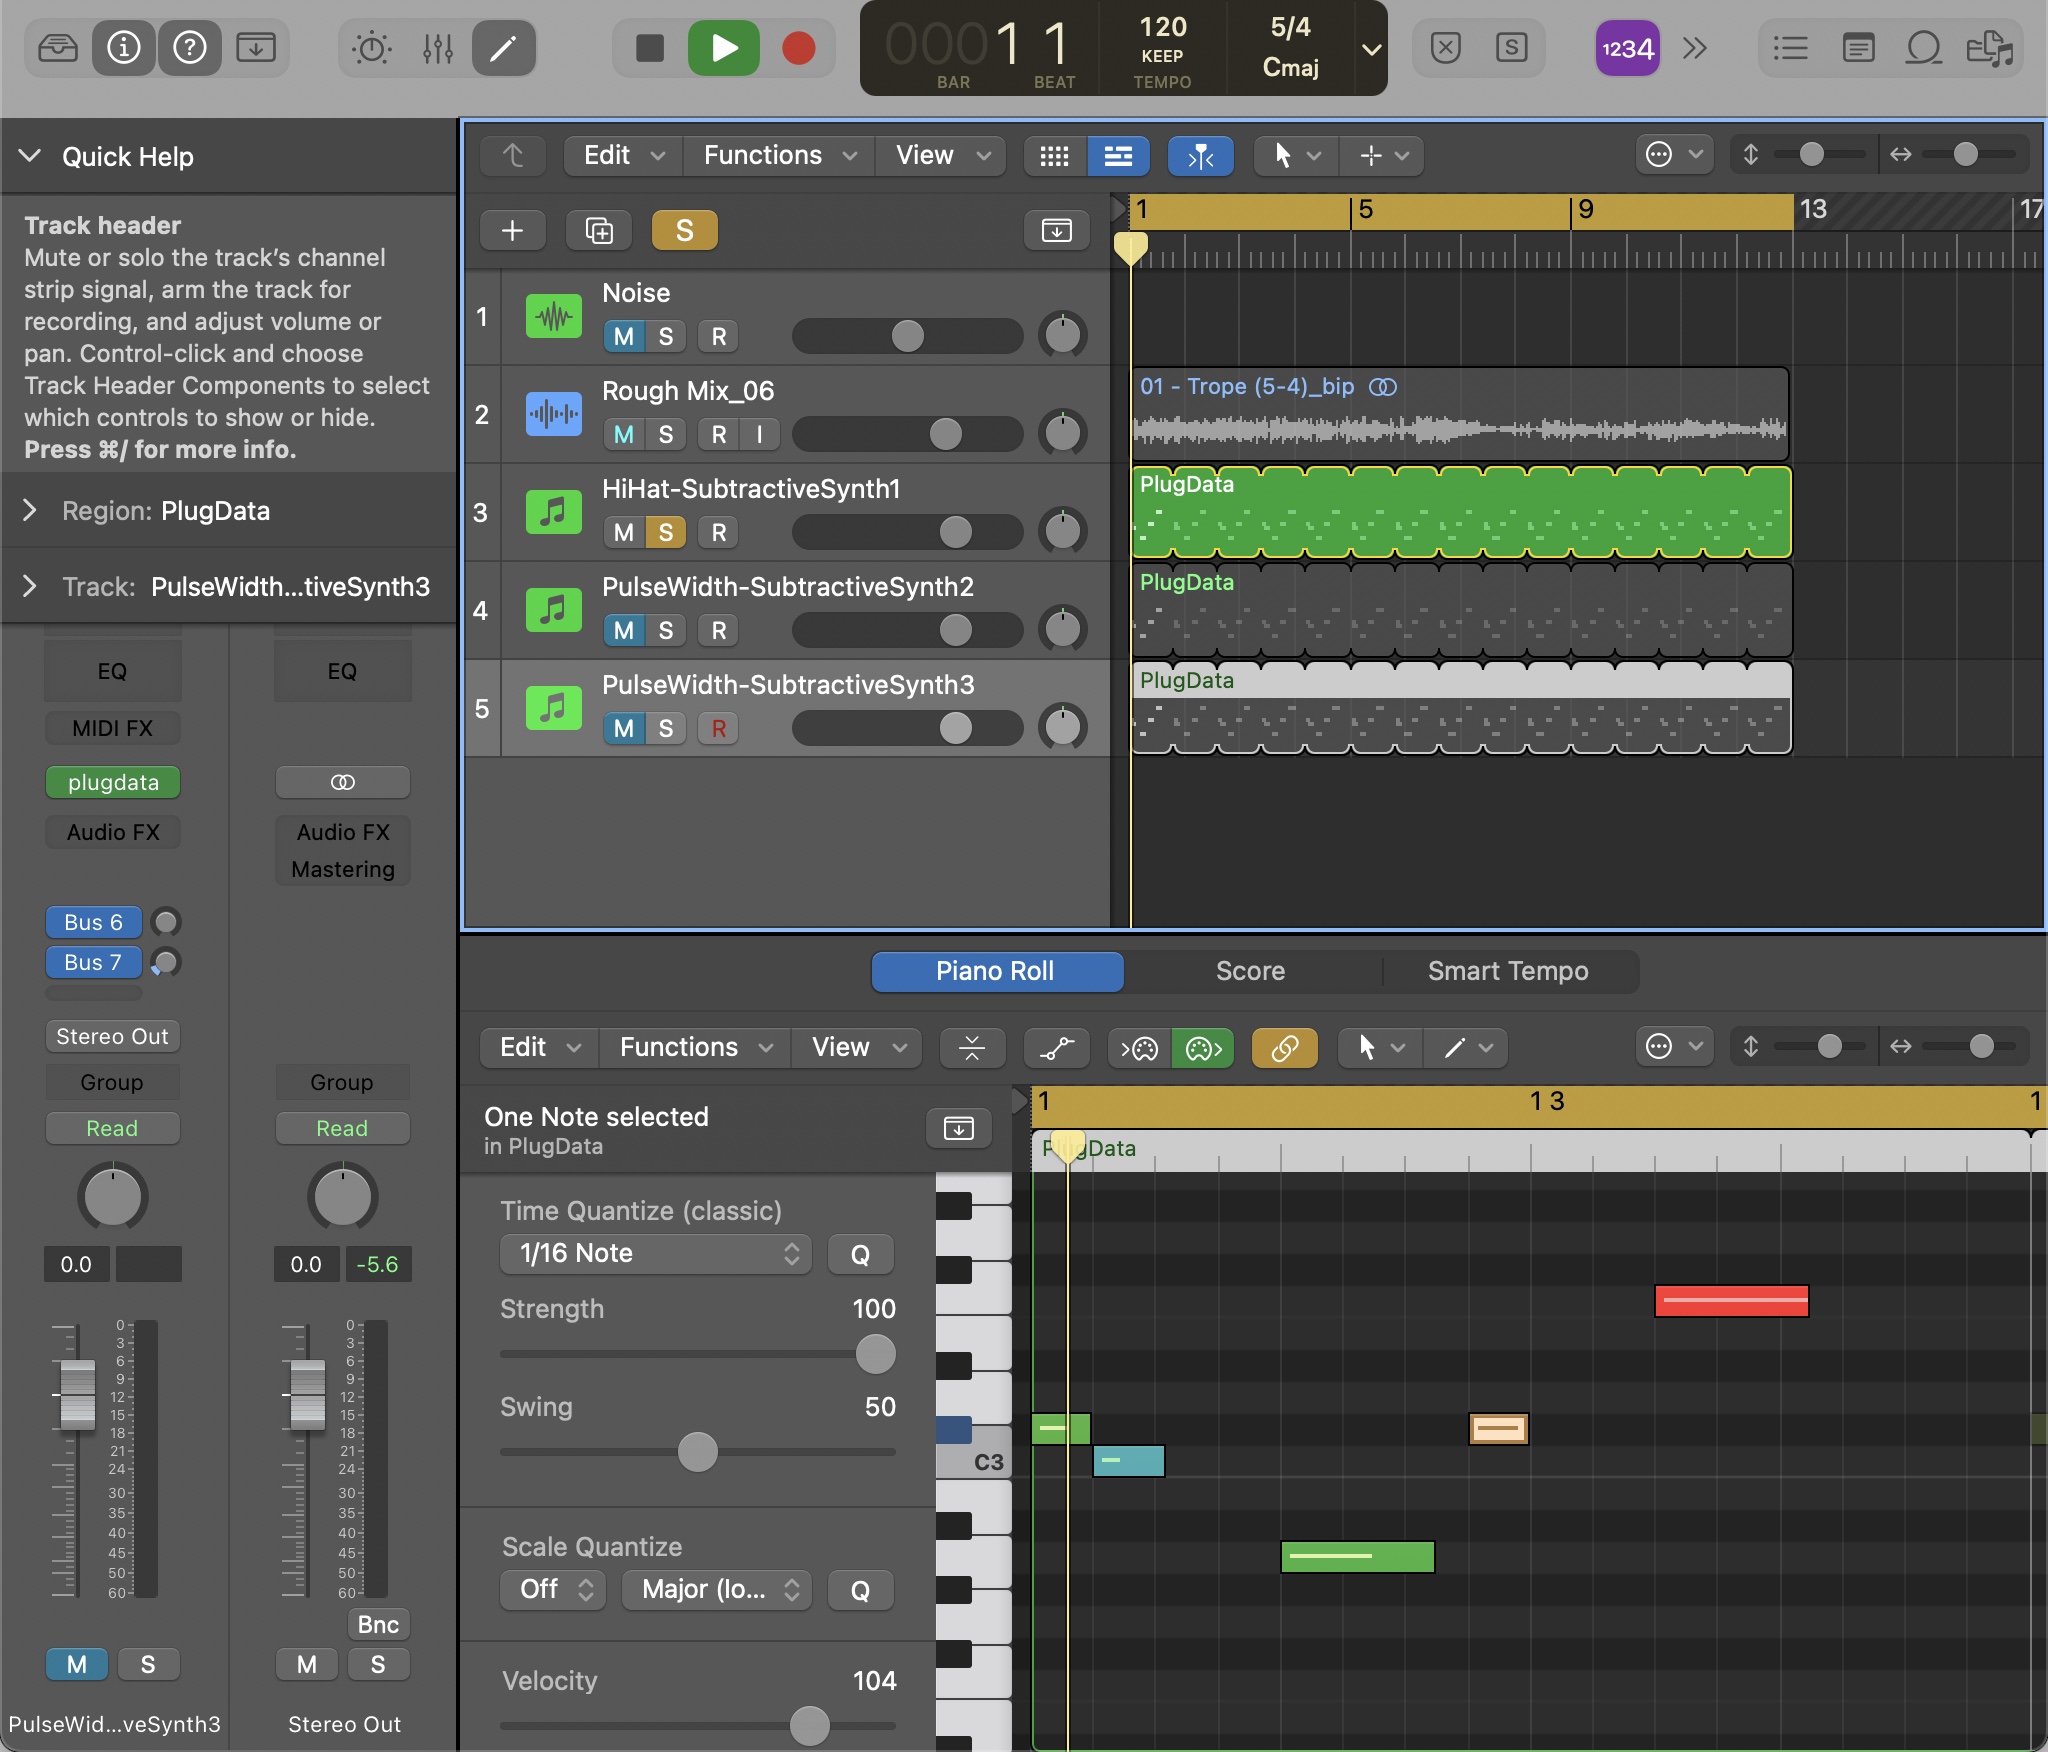 000 1 1
BAR BEAT
120
KEEP
TEMPO
5/4
Cmaj
S
1234
Quick Help
Track header
Mute or solo the track's channel
strip signal, arm the track for
recording, and adjust volume or
pan. Control-click and choose
Track Header Components to select
which controls to show or hide.
Press ⌘/ for more info.
Region: PlugData
Track: PulseWidth...tiveSynth3
EQ
MIDI FX
plugdata
Audio FX
Bus 6
Bus 7
Stereo Out
Group
Read
0.0
0
3
6
9
12
15
18
21
24
30
35
40
45
50
60
M S
PulseWid...veSynth3
EQ
Audio FX
Mastering
Group
Read
0.0 -5.6
0
3
6
9
12
15
18
21
24
30
35
40
45
50
60
Bnc
M S
Stereo Out
Edit Functions View
S
1 5 9 13 17
1 Noise
M S R
2 Rough Mix_06
M S R I
01 - Trope (5-4)_bip
3 HiHat-SubtractiveSynth1
M S R
PlugData
4 PulseWidth-SubtractiveSynth2
M S R
PlugData
5 PulseWidth-SubtractiveSynth3
M S R
PlugData
Piano Roll Score Smart Tempo
Edit Functions View
One Note selected
in PlugData
1 1 3 1
Time Quantize (classic)
1/16 Note Q
Strength 100
Swing 50
Scale Quantize
Off Major (lo... Q
Velocity 104
C3